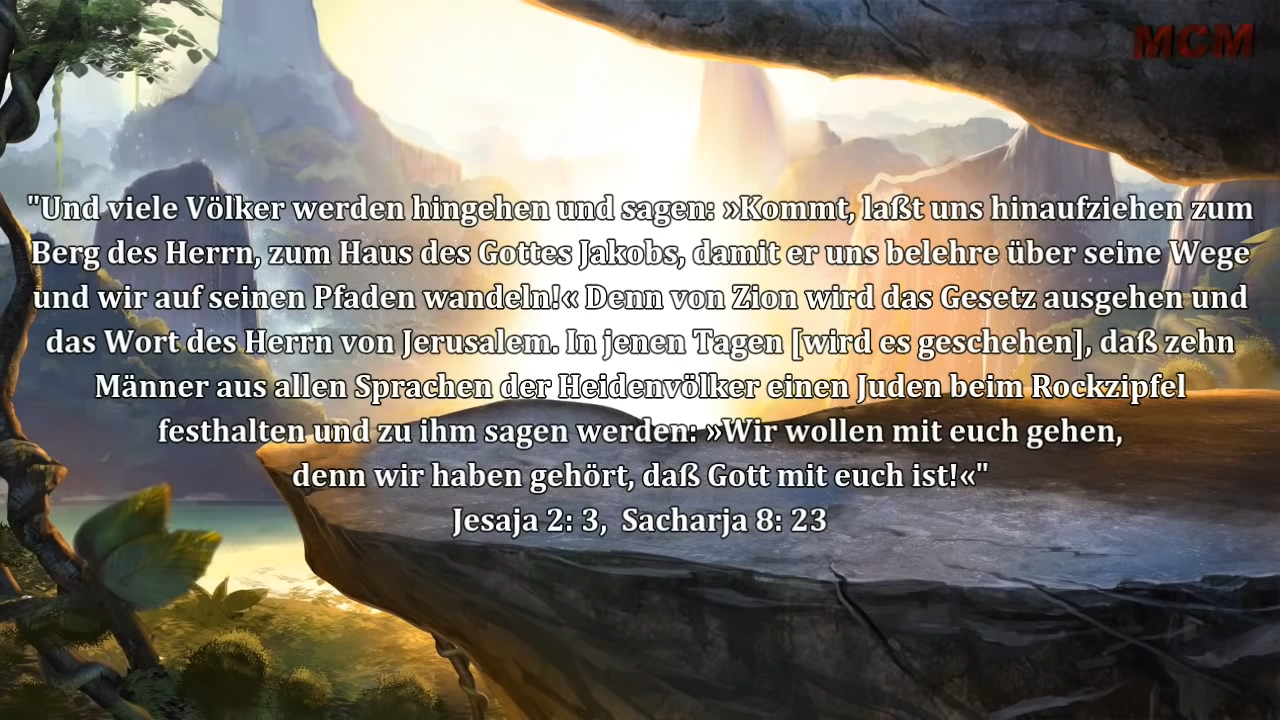 MCM
"Und viele Völker werden hingehen und sagen: »Kommt, laßt uns hinaufziehen zum
Berg des Herrn, zum Haus des Gottes Jakobs, damit er uns belehre über seine Wege
und wir auf seinen Pfaden wandeln!« Denn von Zion wird das Gesetz ausgehen und
das Wort des Herrn von Jerusalem. In jenen Tagen [wird es geschehen], daß zehn
Männer aus allen Sprachen der Heidenvölker einen Juden beim Rockzipfel
festhalten und zu ihm sagen werden: »Wir wollen mit euch gehen,
denn wir haben gehört, daß Gott mit euch ist!«"
Jesaja 2: 3,  Sacharja 8: 23